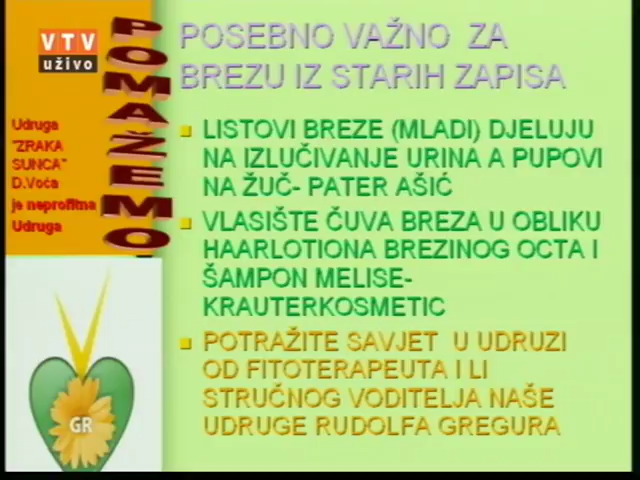 VTV
uživo
POMAŽEMO
Udruga
"ZRAKA
SUNCA"
D.Voća
je neprofitna
Udruga
GR
POSEBNO VAŽNO ZA
BREZU IZ STARIH ZAPISA
LISTOVI BREZE (MLADI) DJELUJU
NA IZLUČIVANJE URINA A PUPOVI
NA ŽUČ- PATER AŠIĆ
VLASIŠTE ČUVA BREZA U OBLIKU
HAARLOTIONA BREZINOG OCTA I
ŠAMPON MELISE-
KRAUTERKOSMETIC
POTRAŽITE SAVJET U UDRUZI
OD FITOTERAPEUTA I LI
STRUČNOG VODITELJA NAŠE
UDRUGE RUDOLFA GREGURA